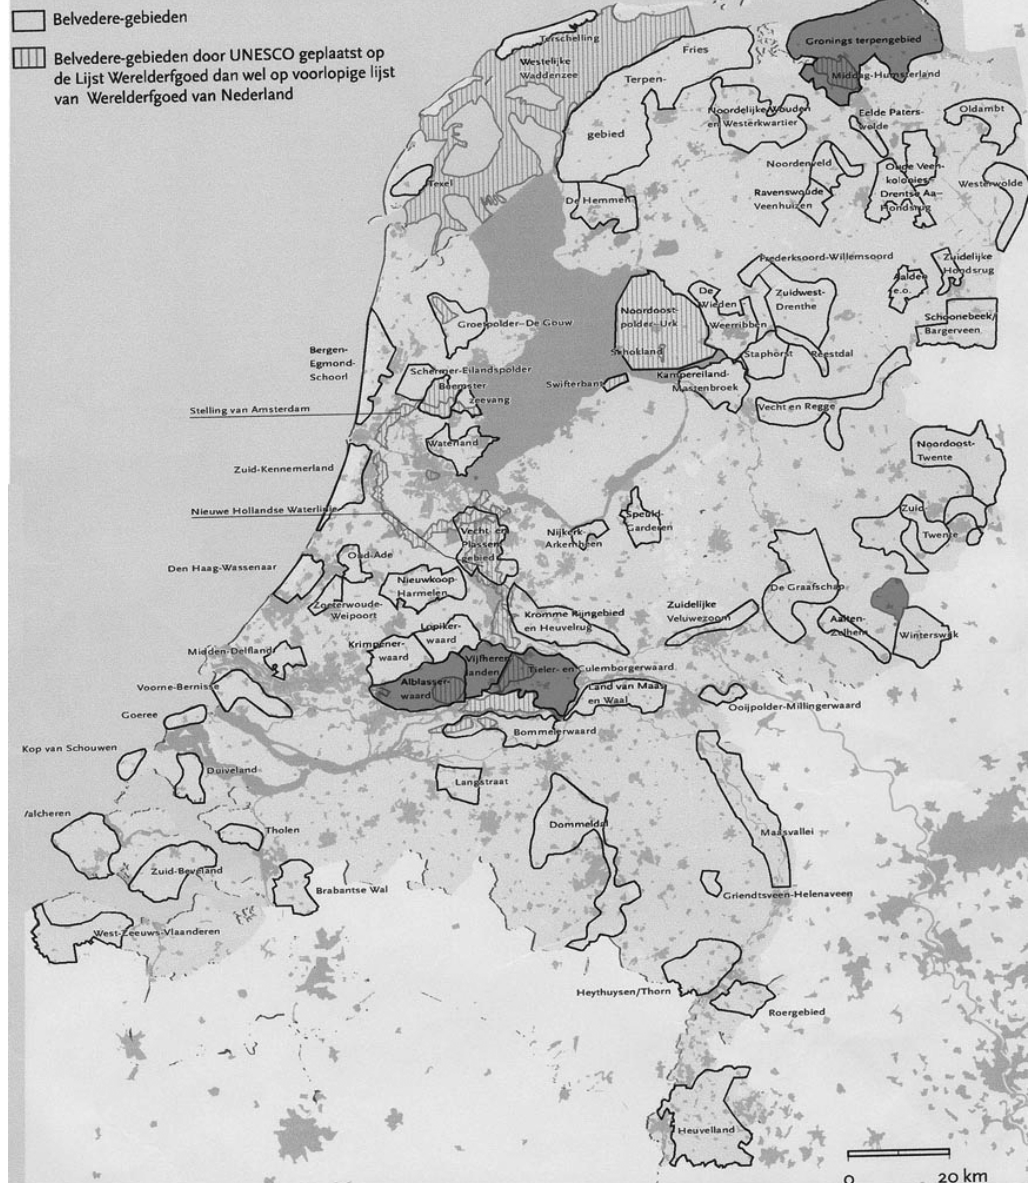 Belvedere-gebieden
Belvedere-gebieden door UNESCO geplaatst op
de Lijst Werelderfgoed dan wel op voorlopige lijst
van Werelderfgoed van Nederland
Terschelling
Westelijke
Waddenzee
Fries
Terpen-
gebied
Gronings terpengebied
Middag-Humsterland
Noordelijke Wouden
en Westerkwartier
Eelde Paters-
wolde
Oldambt
Texel
De Hemmen
Noordenveld
Ravenswoude
Veenhuizen
Oude Veen-
kolonies
Drentse Aa-
Hondsrug
Westerwolde
Frederksoord-Willemsoord
Zuidelijke
Hondsrug
Aalden
e.o.
De
Wieden
Weerribben
Zuidwest-
Drenthe
Noordoost-
polder-Urk
Schokland
Schoonebeek/
Bargerveen
Groetpolder-De Gouw
Bergen-
Egmond-
Schoorl
Staphorst
Reestdal
Schermer-Eilandspolder
Beemster
Zeevang
Swifterbant
Kampereiland-
Mastenbroek
Vecht en Regge
Stelling van Amsterdam
Waterland
Noordoost-
Twente
Zuid-Kennemerland
Nieuwe Hollandse Waterlinie
Vecht- en
Plassen-
gebied
Nijkerk-
Arkemheen
Speuld-
Garderen
Zuid
Twente
Oud-Ade
Den Haag-Wassenaar
Nieuwkoop-
Harmelen
Zoeterwoude-
Weipoort
De Graafschap
Kromme Rijngebied
en Heuvelrug
Zuidelijke
Veluwezoom
Aalten-
Zelhem
Winterswijk
Lopiker-
waard
Krimpener-
waard
Midden-Delfland
Vijfheren-
landen
Tieler- en Culemborgerwaard
Alblasser-
waard
Voorne-Bernisse
Land van Maas
en Waal
Ooijpolder-Millingerwaard
Goeree
Bommelerwaard
Kop van Schouwen
Duiveland
Langstraat
/alcheren
Tholen
Dommeldal
Maasvallei
Zuid-Beveland
Brabantse Wal
Griendtsveen-Helenaveen
West-Zeeuws-Vlaanderen
Heythuysen/Thorn
Roergebied
Heuvelland
0 20 km